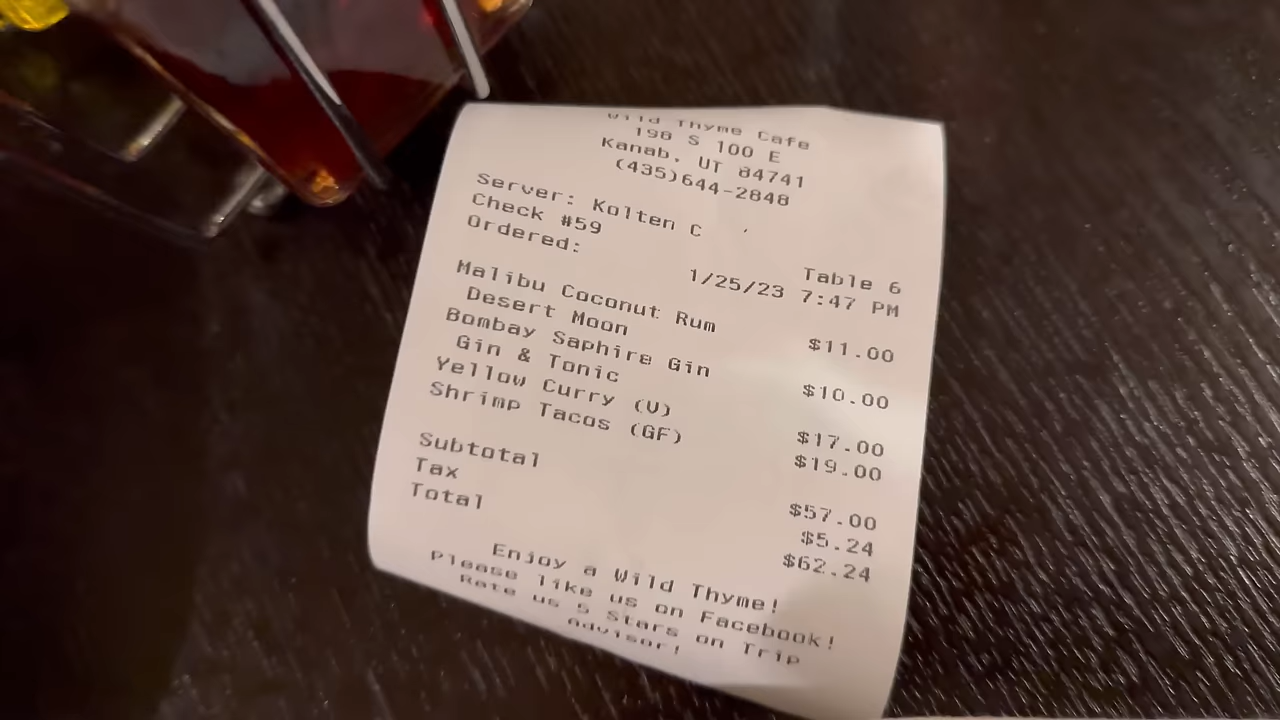 Wild Thyme Cafe
198 S 100 E
Kanab, UT 84741
(435)644-2848
Server: Kolten C
Check #59 Table 6
Ordered: 1/25/23 7:47 PM
Malibu Coconut Rum $11.00
Desert Moon
Bombay Saphire Gin $10.00
Gin & Tonic
Yellow Curry (V) $17.00
Shrimp Tacos (GF) $19.00
Subtotal $57.00
Tax $5.24
Total $62.24
Enjoy a Wild Thyme!
Please like us on Facebook!
Rate us 5 Stars on Trip
Advisor!